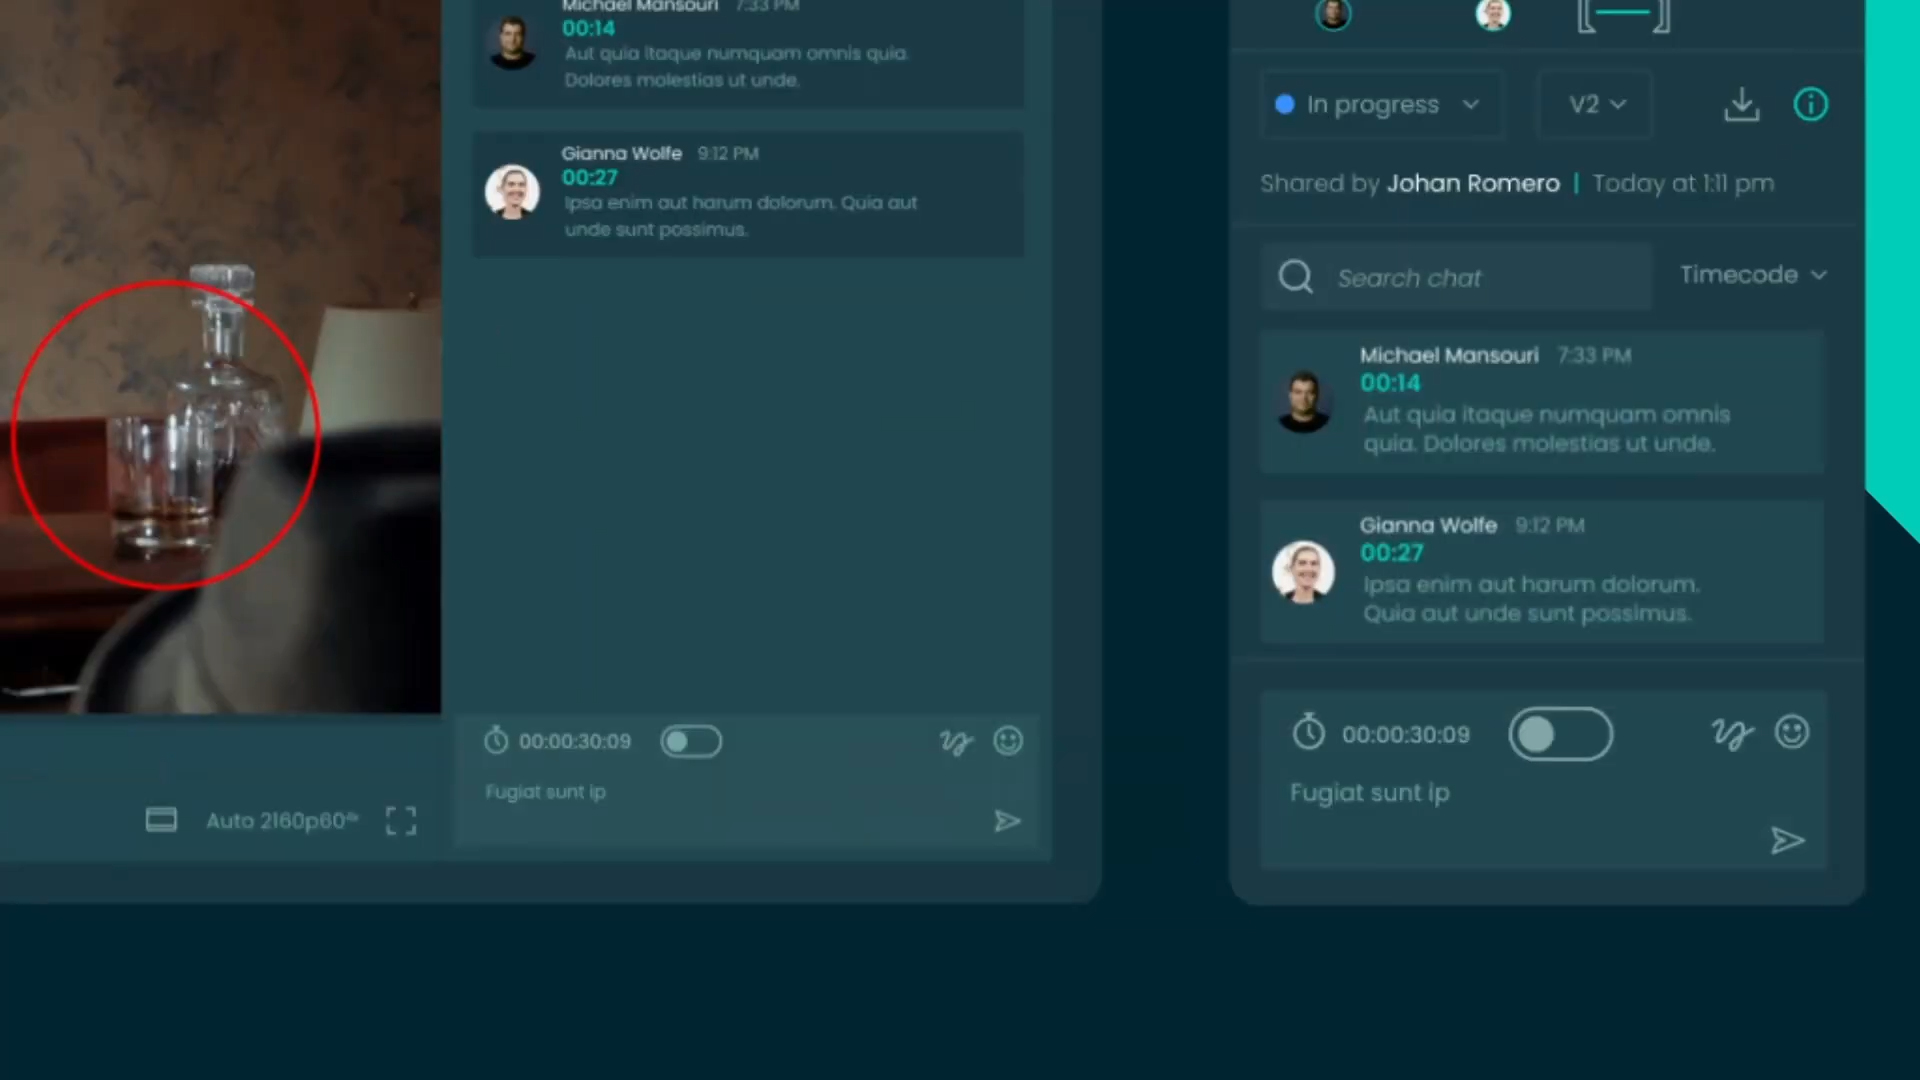 Michael Mansouri 7:33 PM
00:14
Aut quia itaque numquam omnis quia.
Dolores molestias ut unde.
Gianna Wolfe 9:12 PM
00:27
Ipsa enim aut harum dolorum. Quia aut
unde sunt possimus.
00:00:30:09
Fugiat sunt ip
Auto 2160p60
In progress
V2
Shared by Johan Romero | Today at 1:11 pm
Search chat
Timecode
Michael Mansouri 7:33 PM
00:14
Aut quia itaque numquam omnis
quia. Dolores molestias ut unde.
Gianna Wolfe 9:12 PM
00:27
Ipsa enim aut harum dolorum.
Quia aut unde sunt possimus.
00:00:30:09
Fugiat sunt ip